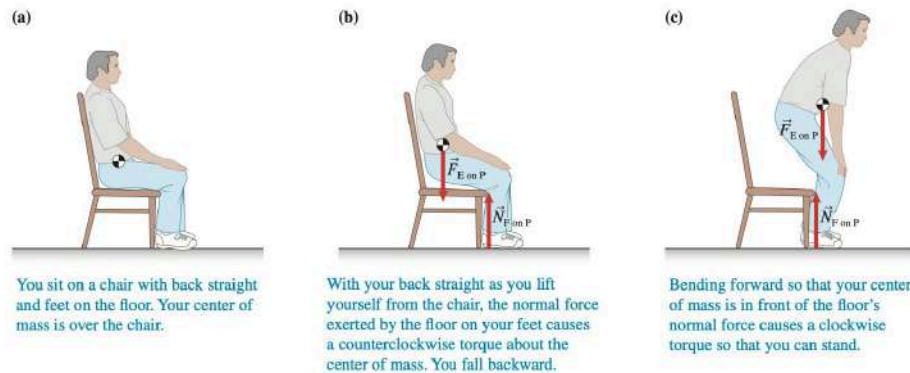 (a)
(b)
(c)
F⃗E on P
N⃗F on P
F⃗E on P
N⃗F on P
You sit on a chair with back straight
and feet on the floor. Your center of
mass is over the chair.
With your back straight as you lift
yourself from the chair, the normal force
exerted by the floor on your feet causes
a counterclockwise torque about the
center of mass. You fall backward.
Bending forward so that your center
of mass is in front of the floor's
normal force causes a clockwise
torque so that you can stand.